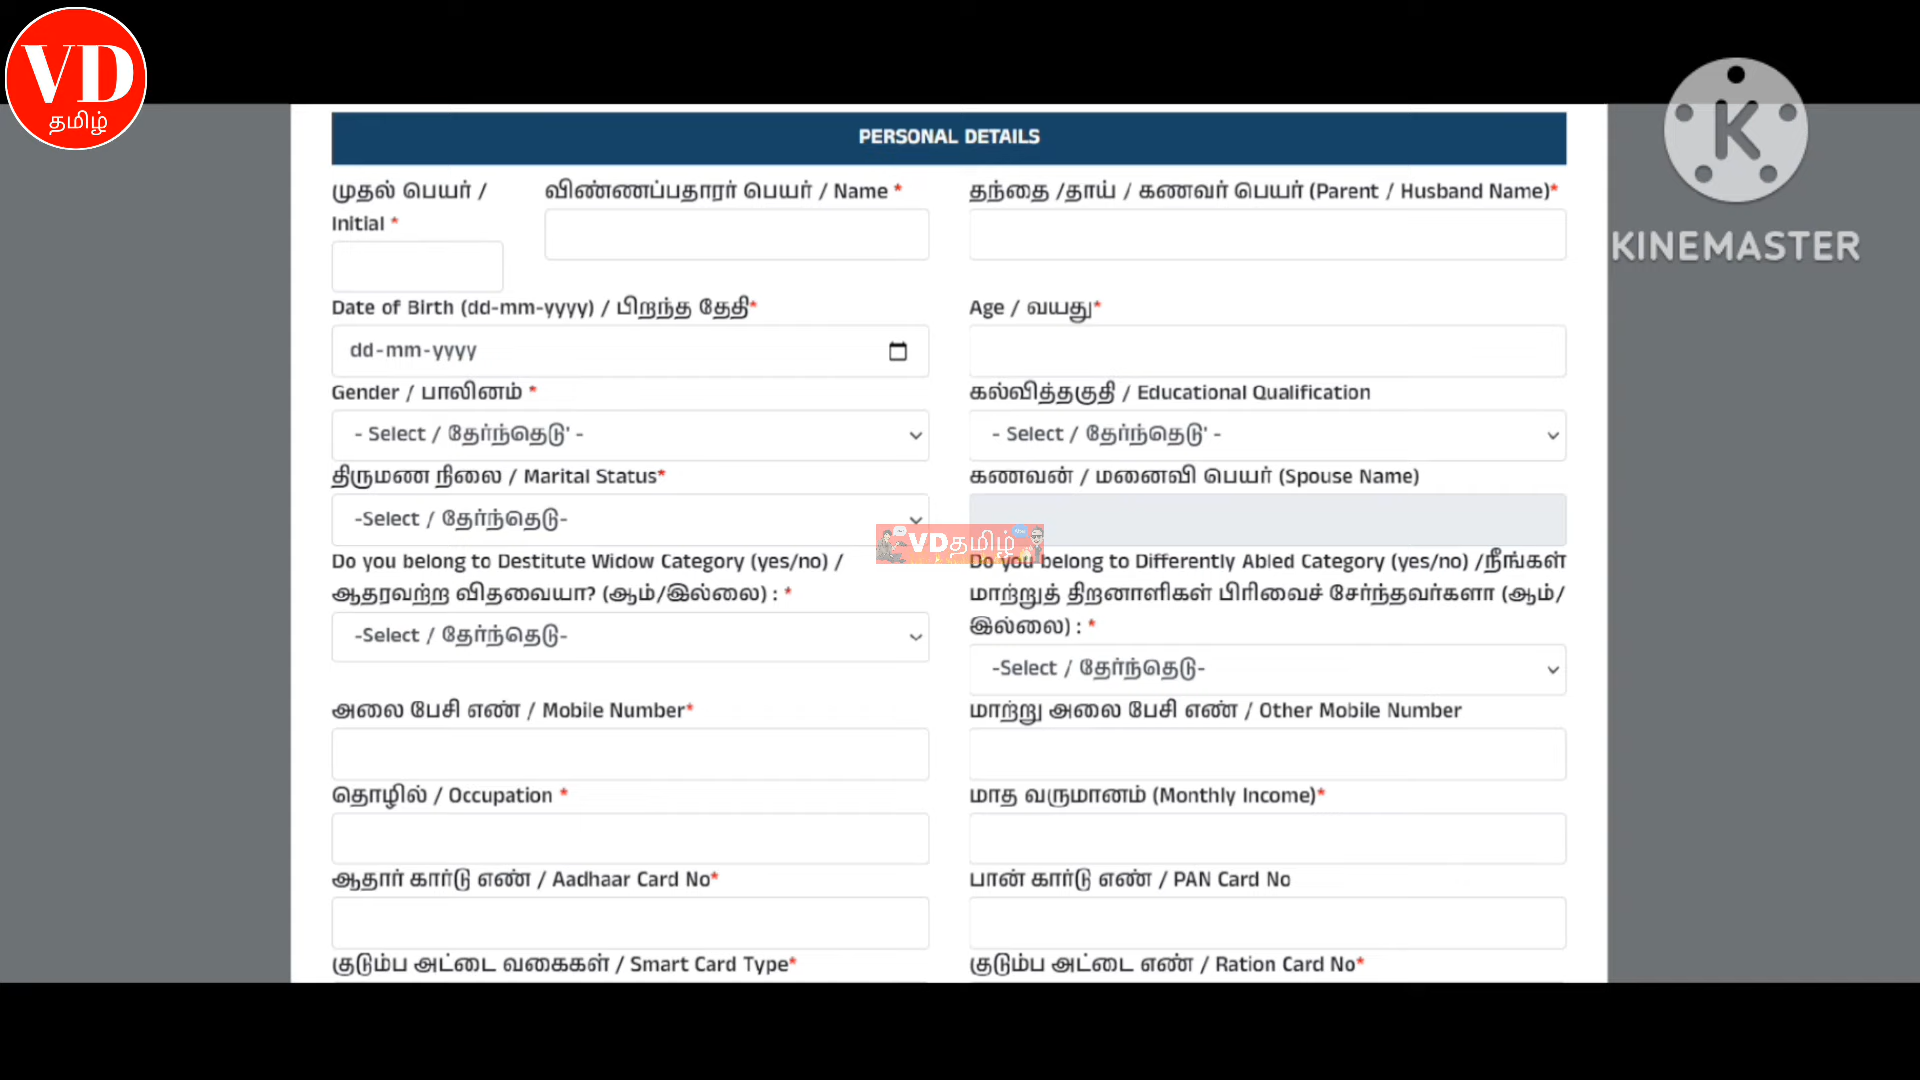 VD
தமிழ்
K
KINEMASTER
PERSONAL DETAILS
முதல் பெயர் /
Initial *
விண்ணப்பதாரர் பெயர் / Name *
தந்தை /தாய் / கணவர் பெயர் (Parent / Husband Name)*
Date of Birth (dd-mm-yyyy) / பிறந்த தேதி*
Age / வயது*
dd-mm-yyyy
Gender / பாலினம் *
கல்வித்தகுதி / Educational Qualification
- Select / தேர்ந்தெடு' -
- Select / தேர்ந்தெடு' -
திருமண நிலை / Marital Status*
கணவன் / மனைவி பெயர் (Spouse Name)
-Select / தேர்ந்தெடு-
VDதமிழ்
Do you belong to Destitute Widow Category (yes/no) /
ஆதரவற்ற விதவையா? (ஆம்/இல்லை) : *
Do you belong to Differently Abled Category (yes/no) /நீங்கள்
மாற்றுத் திறனாளிகள் பிரிவைச் சேர்ந்தவர்களா (ஆம்/
இல்லை) : *
-Select / தேர்ந்தெடு-
-Select / தேர்ந்தெடு-
அலை பேசி எண் / Mobile Number*
மாற்று அலை பேசி எண் / Other Mobile Number
தொழில் / Occupation *
மாத வருமானம் (Monthly Income)*
ஆதார் கார்டு எண் / Aadhaar Card No*
பான் கார்டு எண் / PAN Card No
குடும்ப அட்டை வகைகள் / Smart Card Type*
குடும்ப அட்டை எண் / Ration Card No*